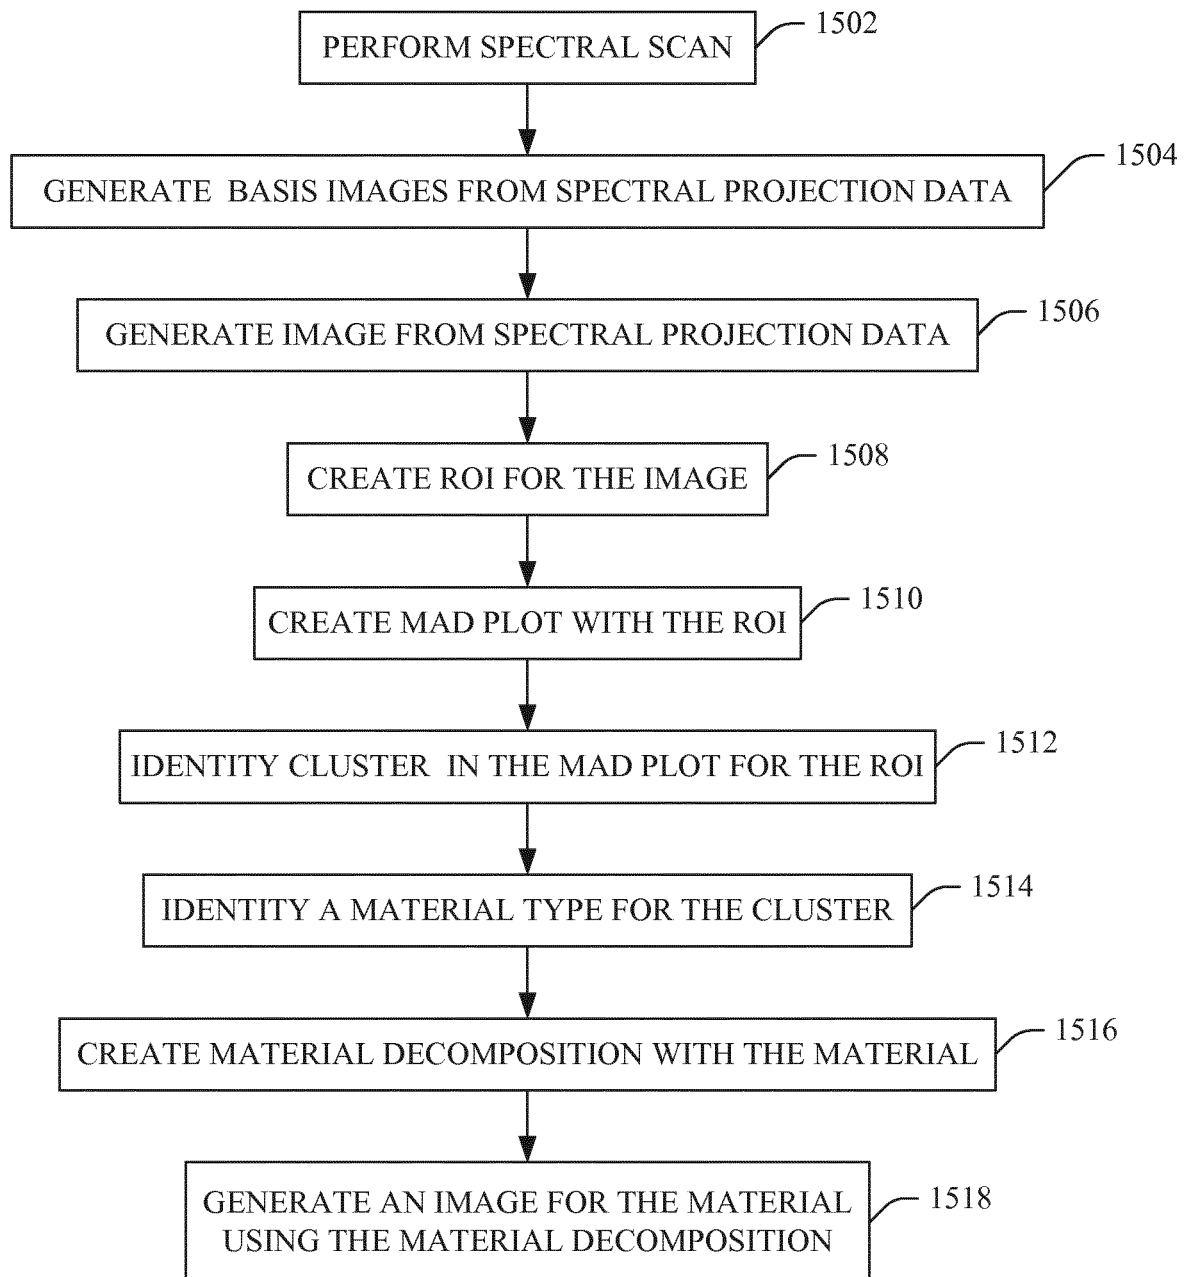 PERFORM SPECTRAL SCAN
1502
GENERATE BASIS IMAGES FROM SPECTRAL PROJECTION DATA
1504
GENERATE IMAGE FROM SPECTRAL PROJECTION DATA
1506
CREATE ROI FOR THE IMAGE
1508
CREATE MAD PLOT WITH THE ROI
1510
IDENTITY CLUSTER IN THE MAD PLOT FOR THE ROI
1512
IDENTITY A MATERIAL TYPE FOR THE CLUSTER
1514
CREATE MATERIAL DECOMPOSITION WITH THE MATERIAL
1516
GENERATE AN IMAGE FOR THE MATERIAL
USING THE MATERIAL DECOMPOSITION
1518